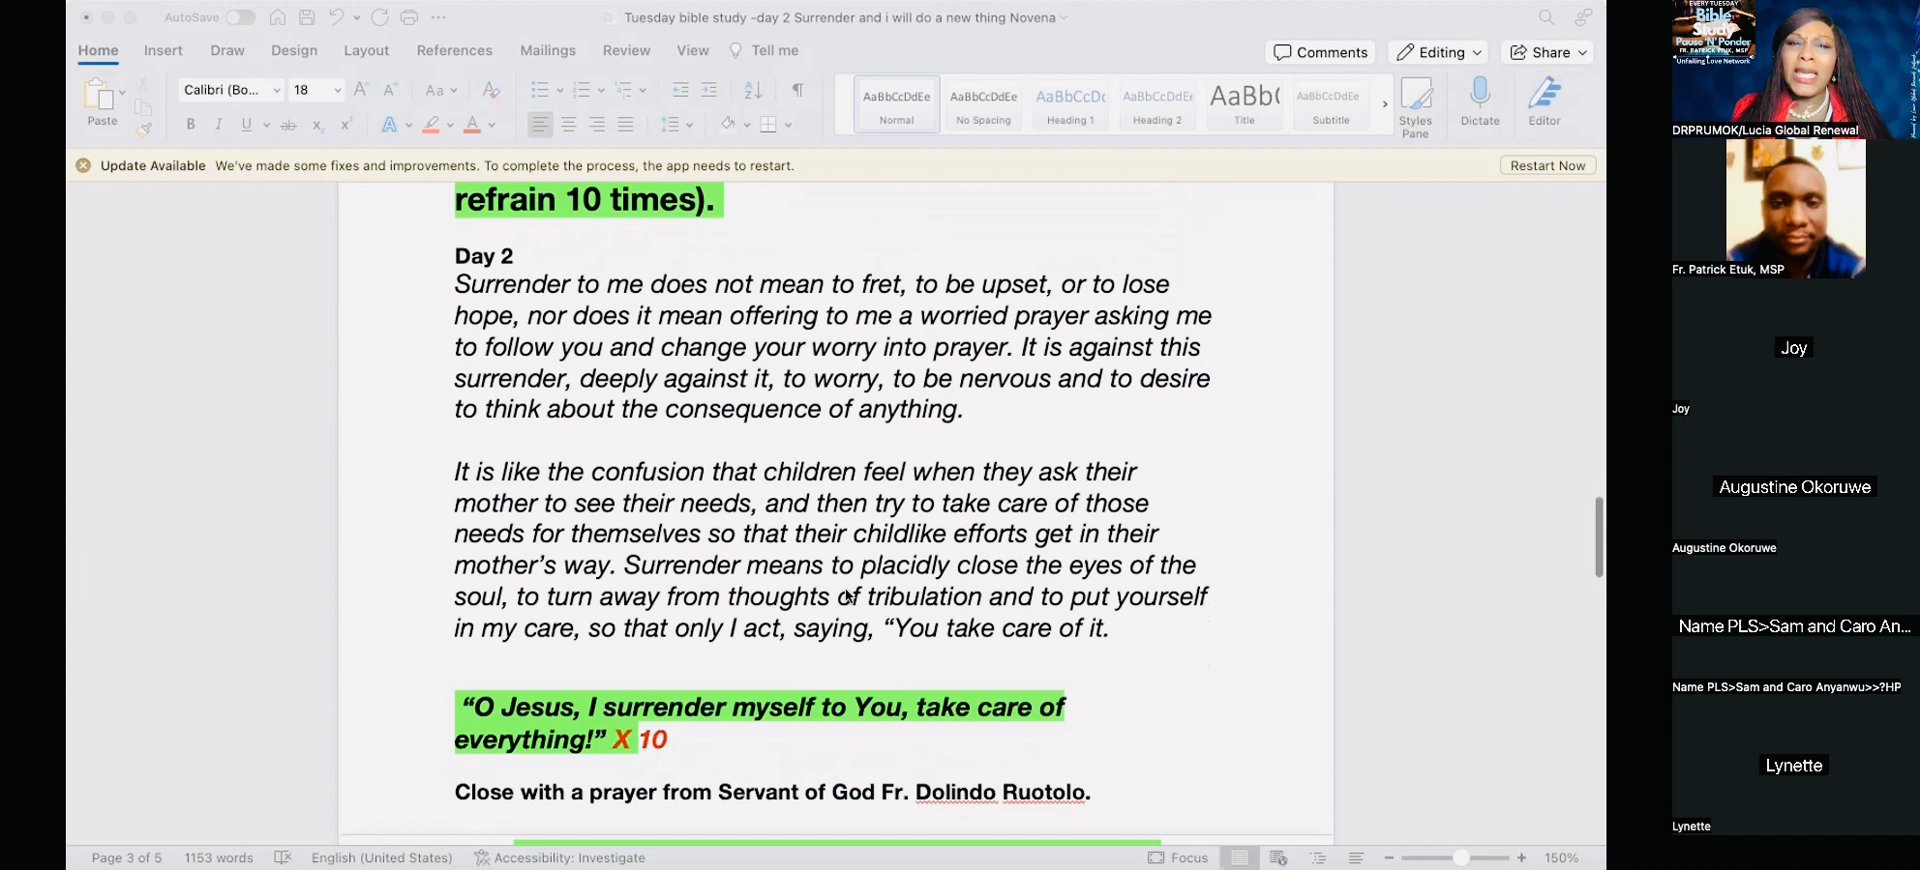 AutoSave
Tuesday bible study -day 2 Surrender and i will do a new thing Novena
Home Insert Draw Design Layout References Mailings Review View Tell me
Comments Editing Share
Paste
Calibri (Bo... 18
AaBbCcDdEe AaBbCcDdEe AaBbCcDc AaBbCcDdEe AaBb( AaBbCcDdEe
Normal No Spacing Heading 1 Heading 2 Title Subtitle
Styles Pane
Dictate
Editor
Update Available We've made some fixes and improvements. To complete the process, the app needs to restart.
Restart Now
refrain 10 times).
Day 2
Surrender to me does not mean to fret, to be upset, or to lose
hope, nor does it mean offering to me a worried prayer asking me
to follow you and change your worry into prayer. It is against this
surrender, deeply against it, to worry, to be nervous and to desire
to think about the consequence of anything.
It is like the confusion that children feel when they ask their
mother to see their needs, and then try to take care of those
needs for themselves so that their childlike efforts get in their
mother's way. Surrender means to placidly close the eyes of the
soul, to turn away from thoughts of tribulation and to put yourself
in my care, so that only I act, saying, “You take care of it.
“O Jesus, I surrender myself to You, take care of
everything!” X 10
Close with a prayer from Servant of God Fr. Dolindo Ruotolo.
Page 3 of 5 1153 words English (United States) Accessibility: Investigate
Focus
150%
EVERY TUESDAY
Bible
Study
Pause 'N' Ponder
FR. PATRICK ETUK, MSP
Unfailing Love Network
DRPRUMOK/Lucia Global Renewal
Fr. Patrick Etuk, MSP
Joy
Joy
Augustine Okoruwe
Augustine Okoruwe
Name PLS>Sam and Caro An...
Name PLS>Sam and Caro Anyanwu>>?HP
Lynette
Lynette